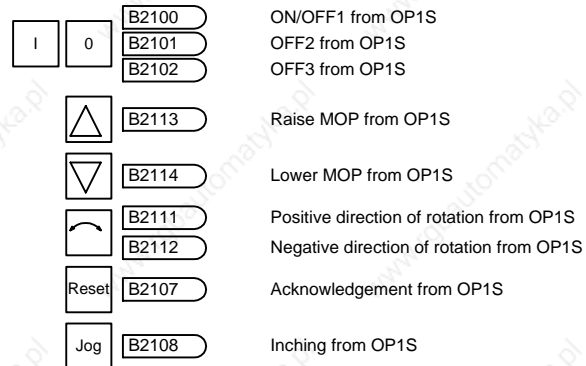 B2100 ON/OFF1 from OP1S
I 0 B2101 OFF2 from OP1S
B2102 OFF3 from OP1S
B2113 Raise MOP from OP1S
B2114 Lower MOP from OP1S
B2111 Positive direction of rotation from OP1S
B2112 Negative direction of rotation from OP1S
Reset B2107 Acknowledgement from OP1S
Jog B2108 Inching from OP1S